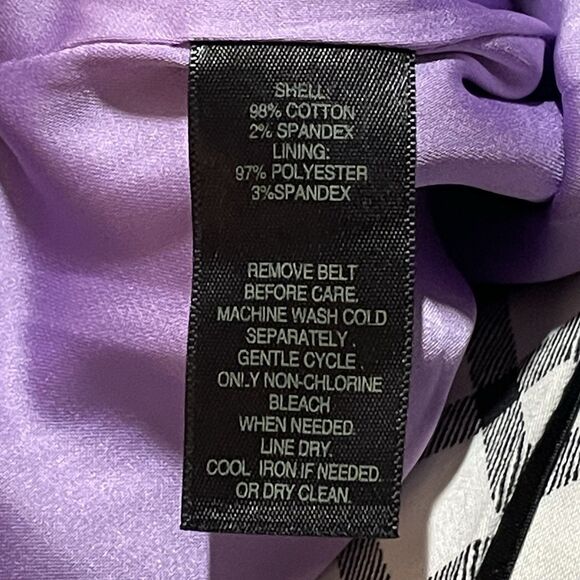 SHELL:
98% COTTON
2% SPANDEX
LINING:
97% POLYESTER
3%SPANDEX
REMOVE BELT
BEFORE CARE.
MACHINE WASH COLD
SEPARATELY .
GENTLE CYCLE .
ONLY NON-CHLORINE
BLEACH
WHEN NEEDED.
LINE DRY.
COOL IRON IF NEEDED.
OR DRY CLEAN.